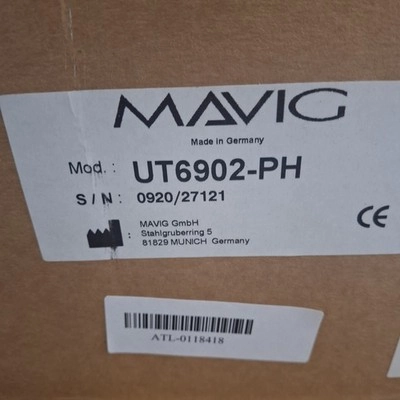 MAVIG
Made in Germany
Mod. : UT6902-PH
S / N : 0920/27121
: MAVIG GmbH
Stahlgruberring 5
81829 MUNICH Germany
CE
ATL-0118418